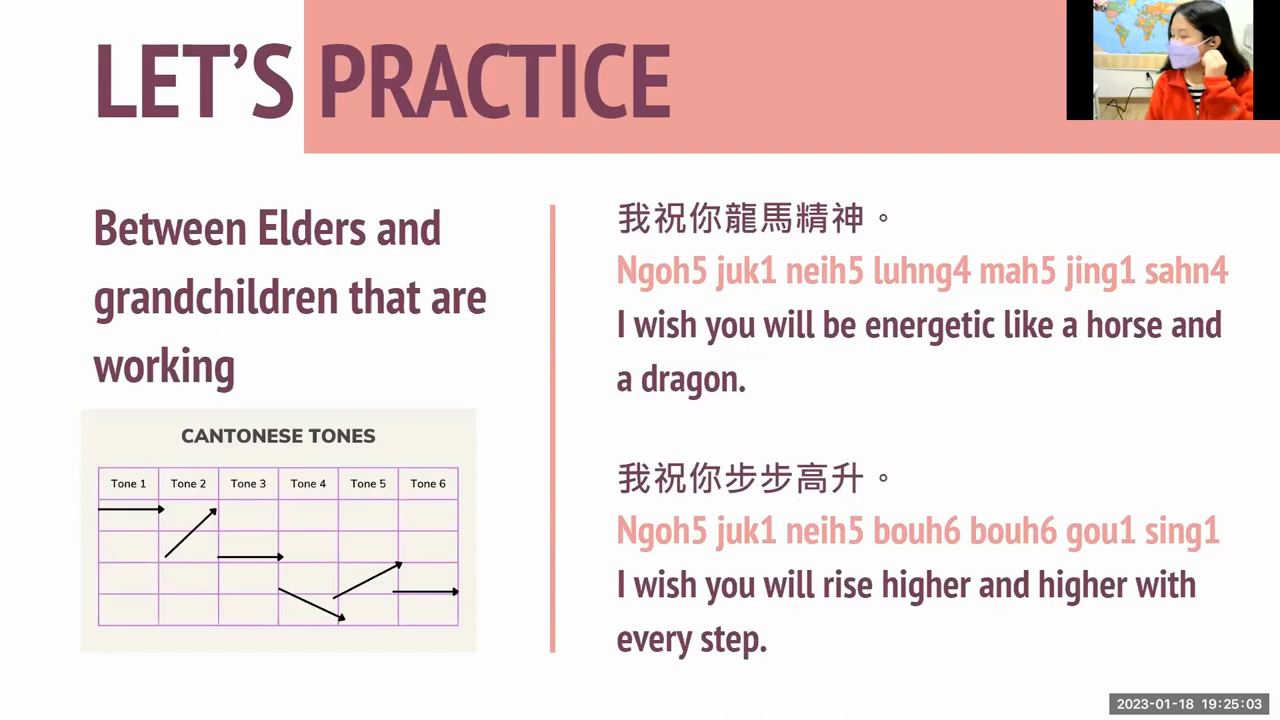 LET'S PRACTICE
Between Elders and
grandchildren that are
working
CANTONESE TONES
Tone 1 Tone 2 Tone 3 Tone 4 Tone 5 Tone 6
我祝你龍馬精神。
Ngoh5 juk1 neih5 luhng4 mah5 jing1 sahn4
I wish you will be energetic like a horse and
a dragon.
我祝你步步高升。
Ngoh5 juk1 neih5 bouh6 bouh6 gou1 sing1
I wish you will rise higher and higher with
every step.
2023-01-18 19:25:03